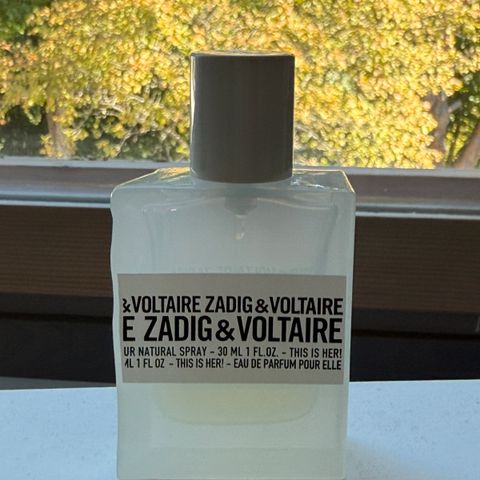 &VOLTAIRE ZADIG&VOLTAIRE
E ZADIG&VOLTAIRE
UR NATURAL SPRAY - 30 ML 1 FL.OZ. - THIS IS HER!
ML 1 FL OZ - THIS IS HER! - EAU DE PARFUM POUR ELLE